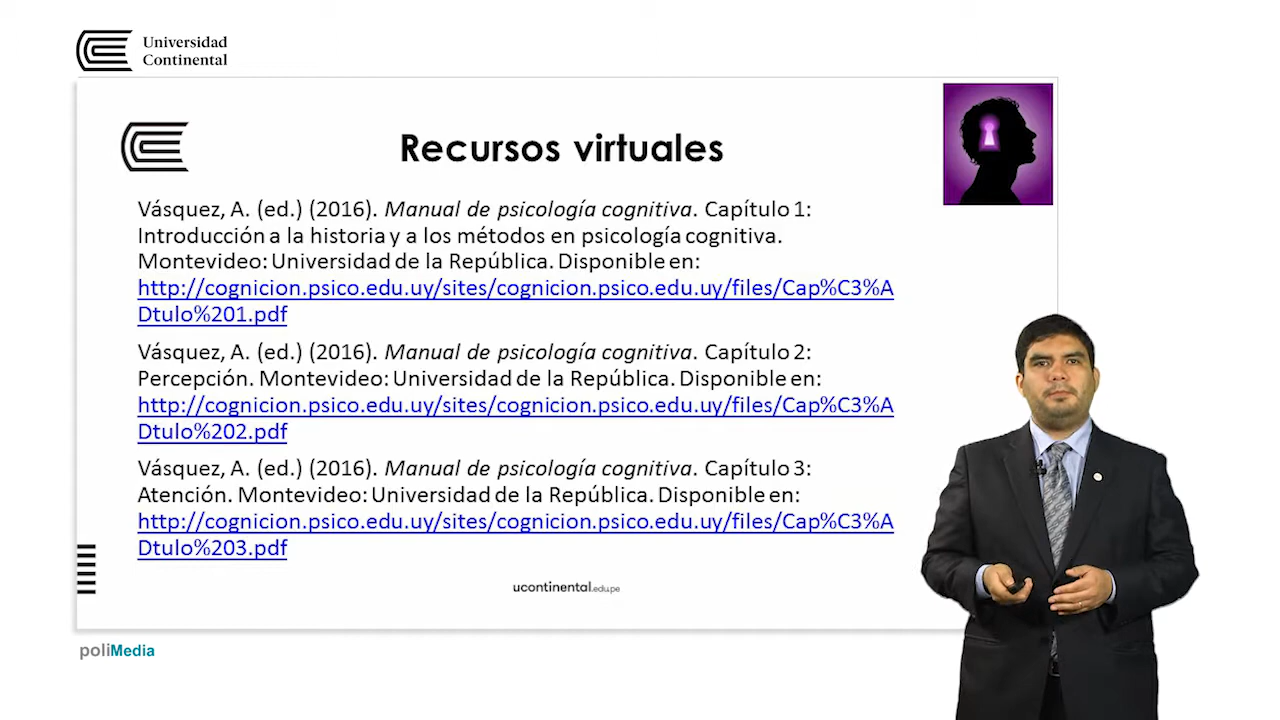 Universidad
Continental
Recursos virtuales
Vásquez, A. (ed.) (2016). Manual de psicología cognitiva. Capítulo 1:
Introducción a la historia y a los métodos en psicología cognitiva.
Montevideo: Universidad de la República. Disponible en:
http://cognicion.psico.edu.uy/sites/cognicion.psico.edu.uy/files/Cap%C3%A
Dtulo%201.pdf
Vásquez, A. (ed.) (2016). Manual de psicología cognitiva. Capítulo 2:
Percepción. Montevideo: Universidad de la República. Disponible en:
http://cognicion.psico.edu.uy/sites/cognicion.psico.edu.uy/files/Cap%C3%A
Dtulo%202.pdf
Vásquez, A. (ed.) (2016). Manual de psicología cognitiva. Capítulo 3:
Atención. Montevideo: Universidad de la República. Disponible en:
http://cognicion.psico.edu.uy/sites/cognicion.psico.edu.uy/files/Cap%C3%A
Dtulo%203.pdf
ucontinental.edu.pe
poliMedia